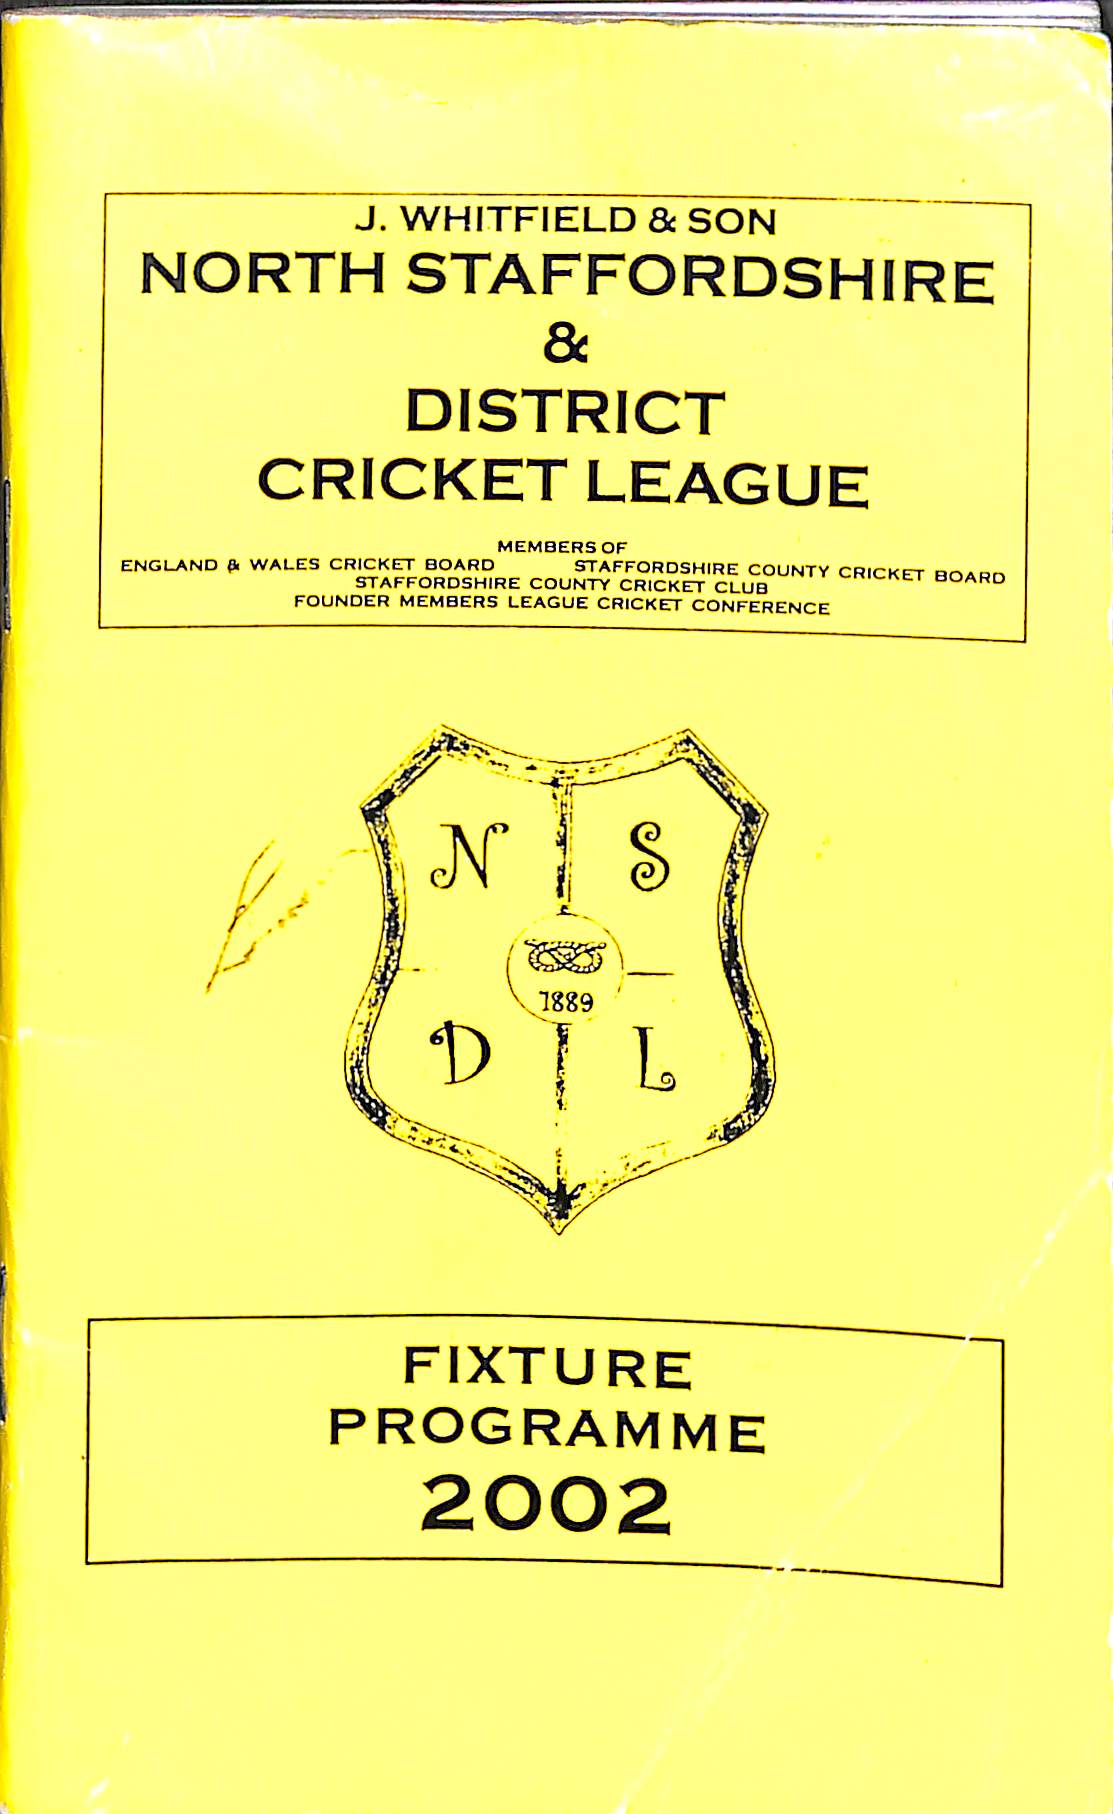 J. WHITFIELD & SON
NORTH STAFFORDSHIRE
&
DISTRICT
CRICKET LEAGUE
MEMBERS OF
ENGLAND & WALES CRICKET BOARD STAFFORDSHIRE COUNTY CRICKET BOARD
STAFFORDSHIRE COUNTY CRICKET CLUB
FOUNDER MEMBERS LEAGUE CRICKET CONFERENCE
N S
1889
D L
FIXTURE
PROGRAMME
2002